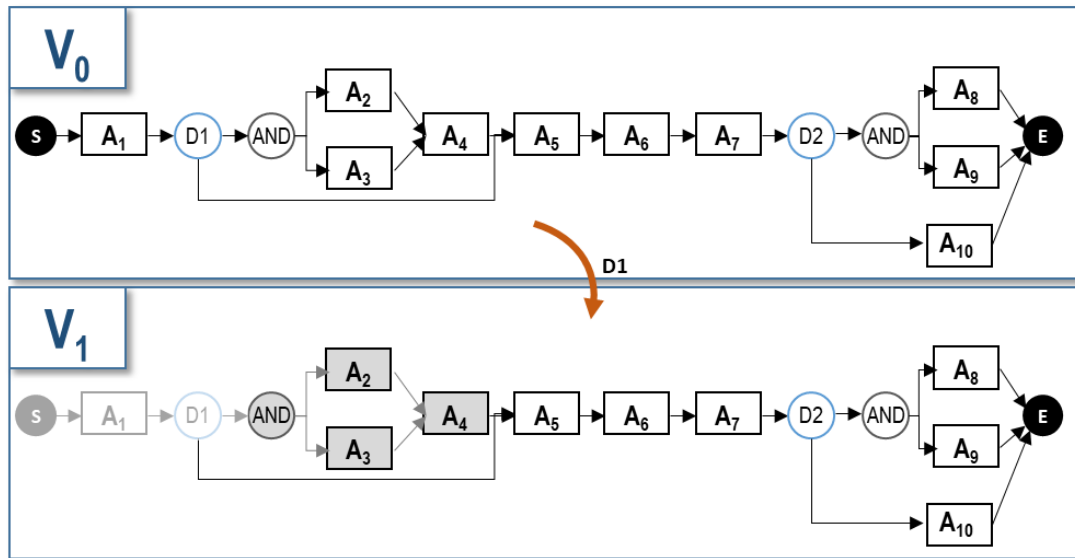 V₀
S A₁ D1 AND A₂ A₃ A₄ A₅ A₆ A₇ D2 AND A₈ A₉ A₁₀ E
D1
V₁
S A₁ D1 AND A₂ A₃ A₄ A₅ A₆ A₇ D2 AND A₈ A₉ A₁₀ E